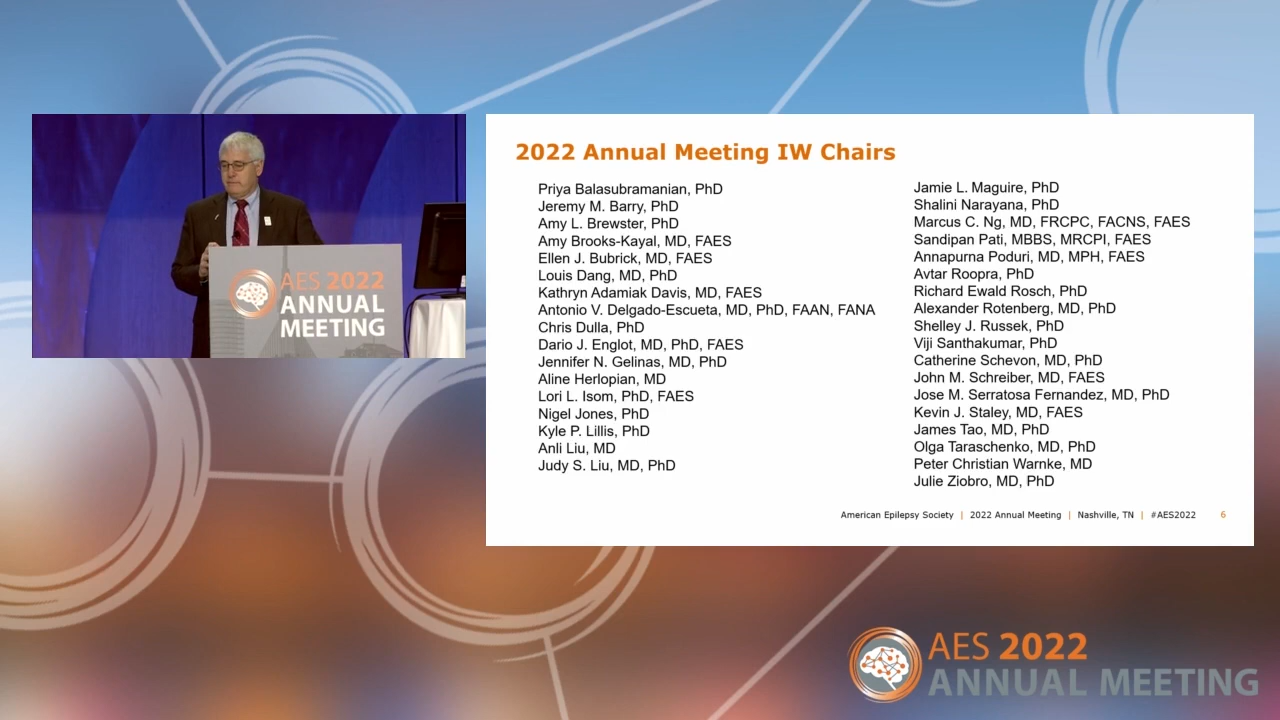 AES 2022
ANNUAL
MEETING
2022 Annual Meeting IW Chairs
Priya Balasubramanian, PhD
Jeremy M. Barry, PhD
Amy L. Brewster, PhD
Amy Brooks-Kayal, MD, FAES
Ellen J. Bubrick, MD, FAES
Louis Dang, MD, PhD
Kathryn Adamiak Davis, MD, FAES
Antonio V. Delgado-Escueta, MD, PhD, FAAN, FANA
Chris Dulla, PhD
Dario J. Englot, MD, PhD, FAES
Jennifer N. Gelinas, MD, PhD
Aline Herlopian, MD
Lori L. Isom, PhD, FAES
Nigel Jones, PhD
Kyle P. Lillis, PhD
Anli Liu, MD
Judy S. Liu, MD, PhD
Jamie L. Maguire, PhD
Shalini Narayana, PhD
Marcus C. Ng, MD, FRCPC, FACNS, FAES
Sandipan Pati, MBBS, MRCPI, FAES
Annapurna Poduri, MD, MPH, FAES
Avtar Roopra, PhD
Richard Ewald Rosch, PhD
Alexander Rotenberg, MD, PhD
Shelley J. Russek, PhD
Viji Santhakumar, PhD
Catherine Schevon, MD, PhD
John M. Schreiber, MD, FAES
Jose M. Serratosa Fernandez, MD, PhD
Kevin J. Staley, MD, FAES
James Tao, MD, PhD
Olga Taraschenko, MD, PhD
Peter Christian Warnke, MD
Julie Ziobro, MD, PhD
American Epilepsy Society | 2022 Annual Meeting | Nashville, TN | #AES2022 6
AES 2022
ANNUAL MEETING